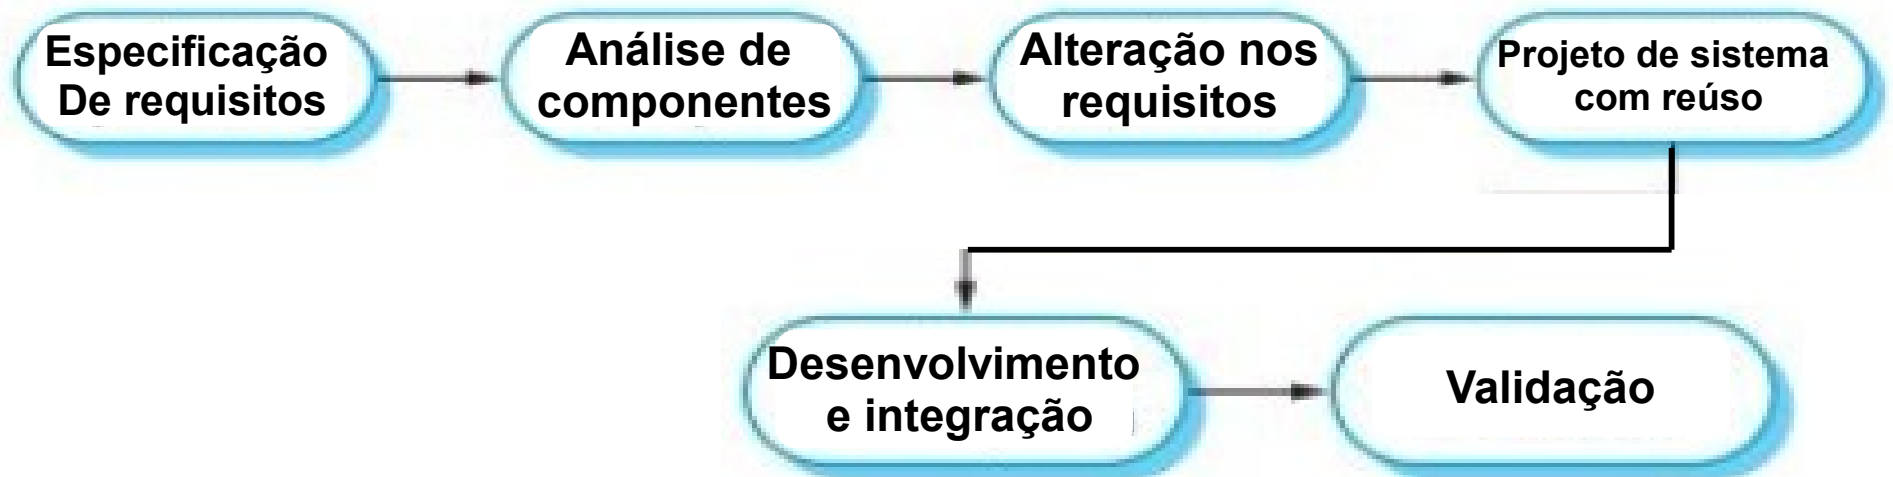 Especificação
De requisitos
Análise de
componentes
Alteração nos
requisitos
Projeto de sistema
com reúso
Desenvolvimento
e integração
Validação